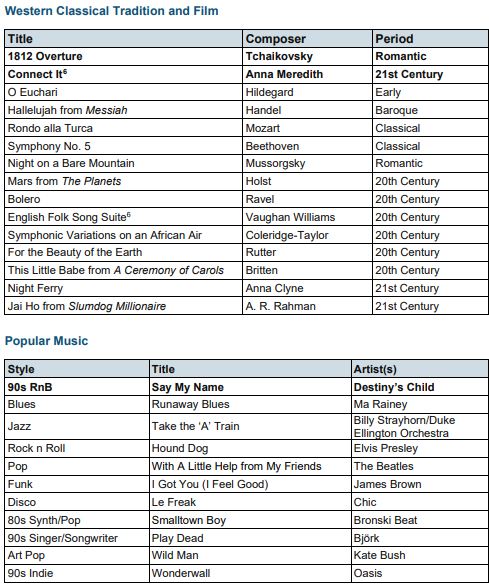 Western Classical Tradition and Film
Title Composer Period
1812 Overture Tchaikovsky Romantic
Connect It⁶ Anna Meredith 21st Century
O Euchari Hildegard Early
Hallelujah from Messiah Handel Baroque
Rondo alla Turca Mozart Classical
Symphony No. 5 Beethoven Classical
Night on a Bare Mountain Mussorgsky Romantic
Mars from The Planets Holst 20th Century
Bolero Ravel 20th Century
English Folk Song Suite⁶ Vaughan Williams 20th Century
Symphonic Variations on an African Air Coleridge-Taylor 20th Century
For the Beauty of the Earth Rutter 20th Century
This Little Babe from A Ceremony of Carols Britten 20th Century
Night Ferry Anna Clyne 21st Century
Jai Ho from Slumdog Millionaire A. R. Rahman 21st Century
Popular Music
Style Title Artist(s)
90s RnB Say My Name Destiny's Child
Blues Runaway Blues Ma Rainey
Jazz Take the 'A' Train Billy Strayhorn/Duke
Ellington Orchestra
Rock n Roll Hound Dog Elvis Presley
Pop With A Little Help from My Friends The Beatles
Funk I Got You (I Feel Good) James Brown
Disco Le Freak Chic
80s Synth/Pop Smalltown Boy Bronski Beat
90s Singer/Songwriter Play Dead Björk
Art Pop Wild Man Kate Bush
90s Indie Wonderwall Oasis